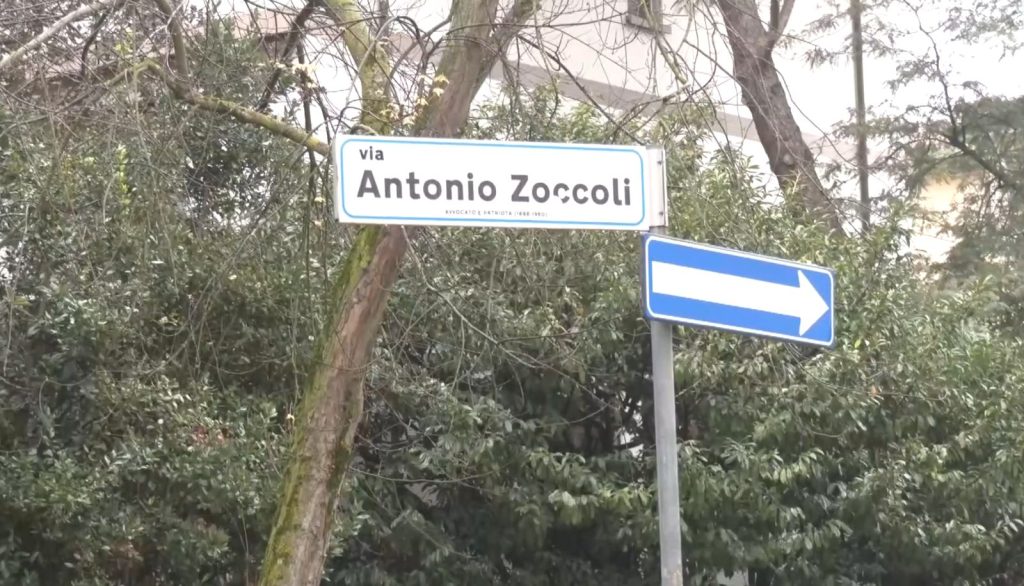 via
Antonio Zoccoli
AVVOCATO E PATRIOTA